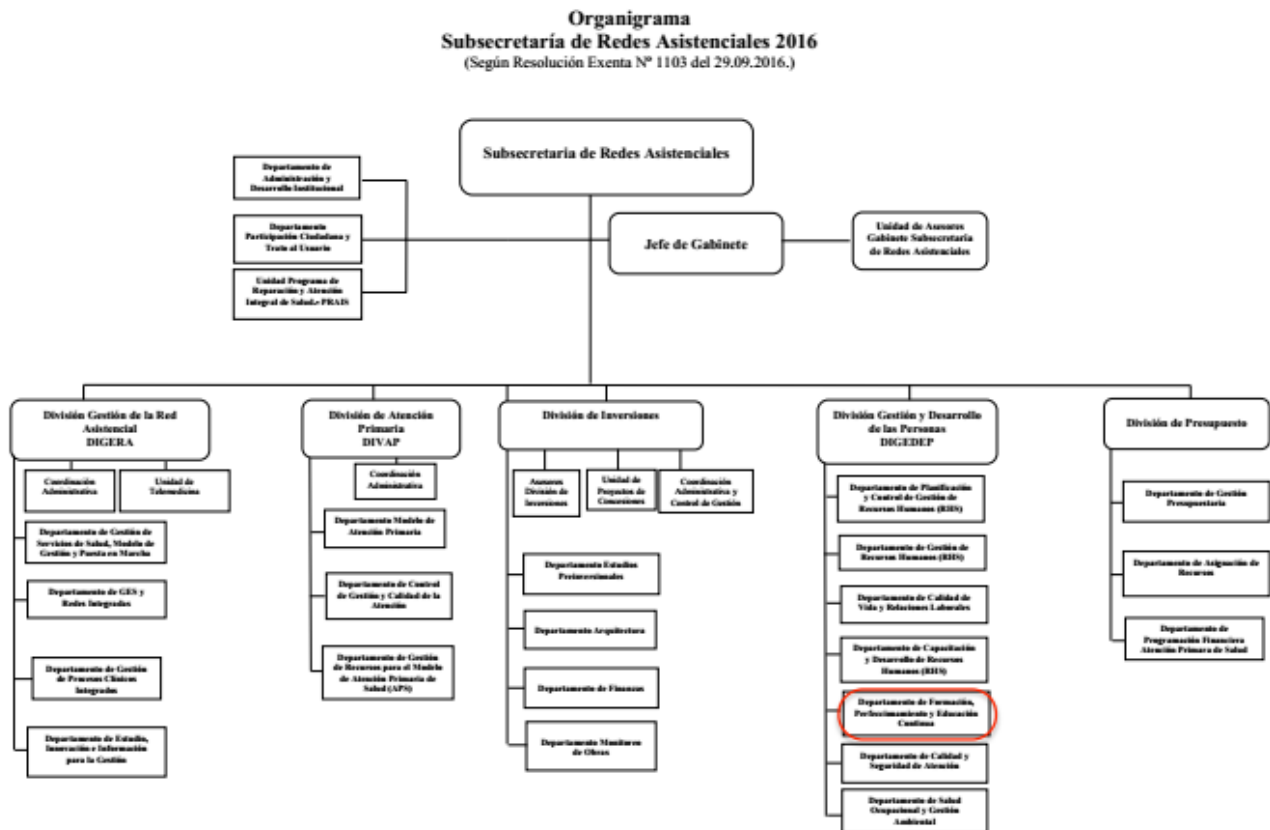 Organigrama
Subsecretaría de Redes Asistenciales 2016
(Según Resolución Exenta Nº 1103 del 29.09.2016.)
Subsecretaría de Redes Asistenciales
Departamento de
Administración y
Desarrollo Institucional
Departamento
Participación Ciudadana y
Trato al Usuario
Unidad Programa de
Reparación y Atención
Integral de Salud.- PRAIS
Jefe de Gabinete
Unidad de Asesores
Gabinete Subsecretaria
de Redes Asistenciales
División Gestión de la Red
Asistencial
DIGERA
Coordinación
Administrativa
Unidad de
Telemedicina
Departamento de Gestión de
Servicios de Salud, Modelo de
Gestión y Puesta en Marcha
Departamento de GES y
Redes Integradas
Departamento de Gestión
de Procesos Clínicos
Integrados
Departamento de Estudio,
Innovación e Información
para la Gestión
División de Atención
Primaria
DIVAP
Coordinación
Administrativa
Departamento Modelo de
Atención Primaria
Departamento de Control
de Gestión y Calidad de la
Atención
Departamento de Gestión
de Recursos para el Modelo
de Atención Primaria de
Salud (APS)
División de Inversiones
Asesores
División de
Inversiones
Unidad de
Proyectos de
Concesiones
Coordinación
Administrativa y
Control de Gestión
Departamento Estudios
Preinversionales
Departamento Arquitectura
Departamento de Finanzas
Departamento Monitoreo
de Obras
División Gestión y Desarrollo
de las Personas
DIGEDEP
Departamento de Planificación
y Control de Gestión de
Recursos Humanos (RHS)
Departamento de Gestión de
Recursos Humanos (RHS)
Departamento de Calidad de
Vida y Relaciones Laborales
Departamento de Capacitación
y Desarrollo de Recursos
Humanos (RHS)
Departamento de Formación,
Perfeccionamiento y Educación
Continua
Departamento de Calidad y
Seguridad de Atención
Departamento de Salud
Ocupacional y Gestión
Ambiental
División de Presupuesto
Departamento de Gestión
Presupuestaria
Departamento de Asignación de
Recursos
Departamento de
Programación Financiera
Atención Primara de Salud